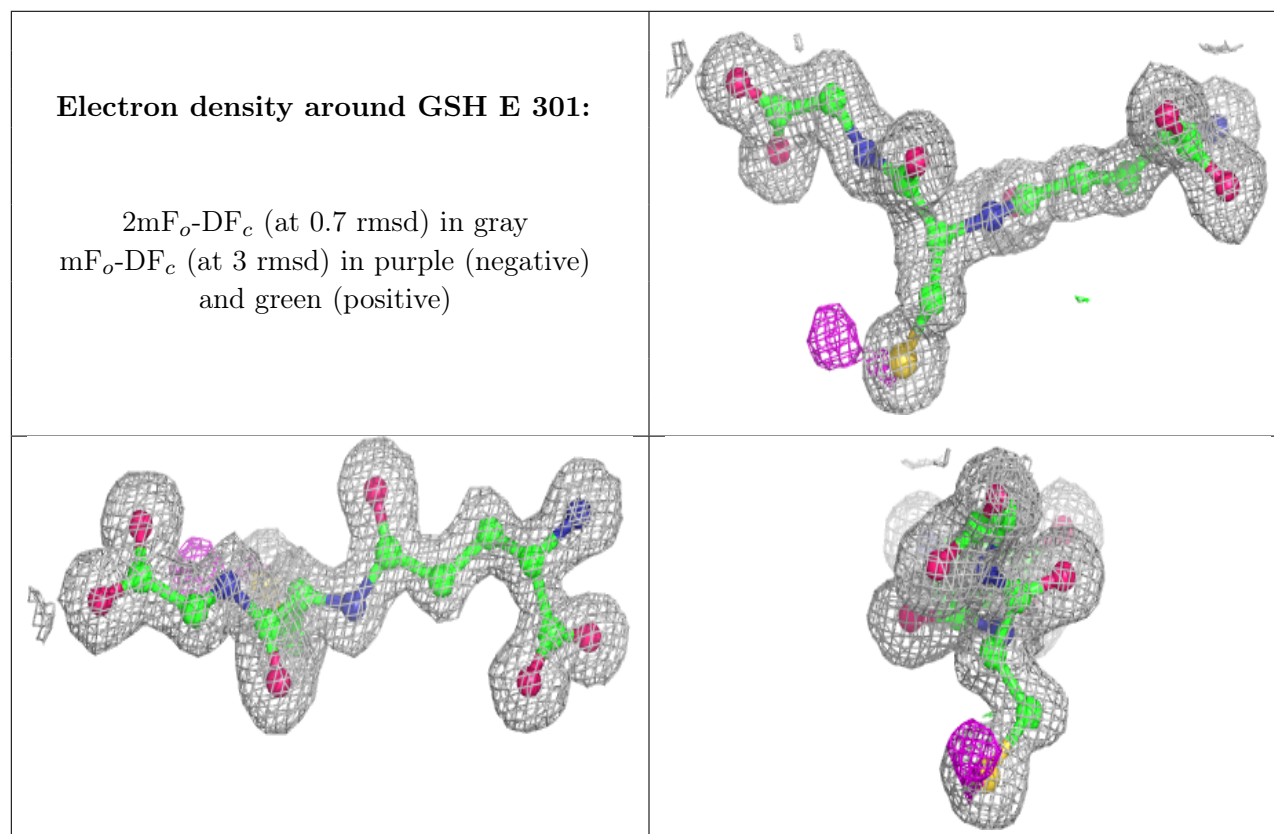 Electron density around GSH E 301:
2mFo-DFc (at 0.7 rmsd) in gray
mFo-DFc (at 3 rmsd) in purple (negative)
and green (positive)